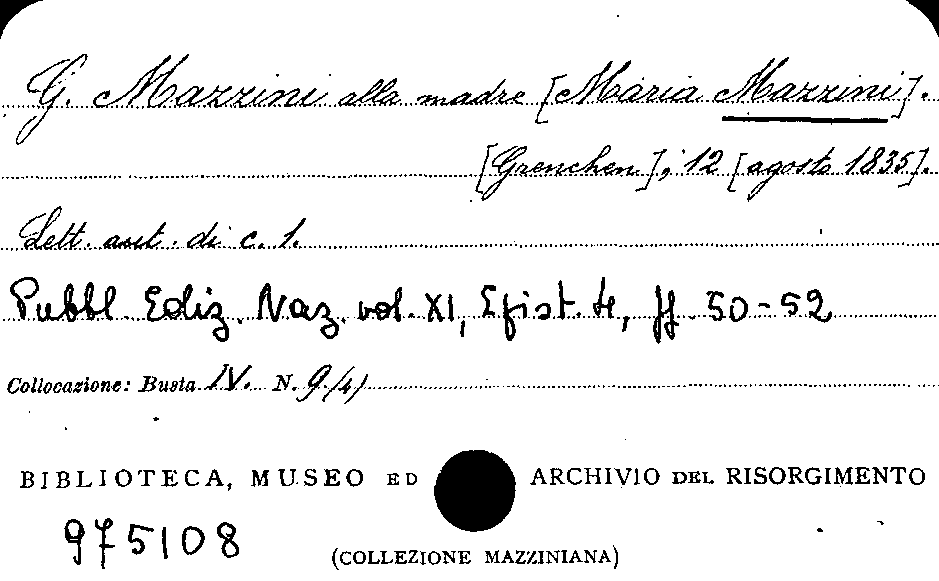 G. Mazzini alla madre [Maria Mazzini].
[Grenchen], 12 [agosto 1835].
Lett. aut. di c. 1.
Pubbl. Ediz. Naz. vol. XI, Epist. 4, pp. 50-52
Collocazione: Busta IV. N. 9/4)
BIBLIOTECA, MUSEO ED ARCHIVIO DEL RISORGIMENTO
975108
(COLLEZIONE MAZZINIANA)